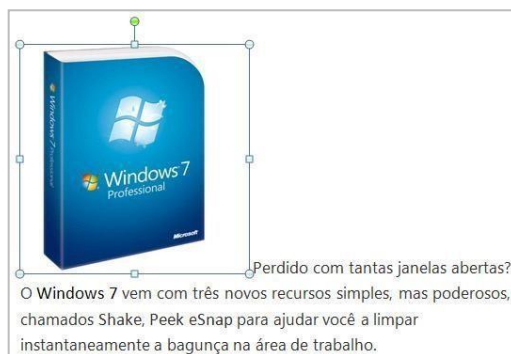 Windows 7 Professional
Windows 7
Professional
Microsoft
Perdido com tantas janelas abertas?
O Windows 7 vem com três novos recursos simples, mas poderosos,
chamados Shake, Peek eSnap para ajudar você a limpar
instantaneamente a bagunça na área de trabalho.